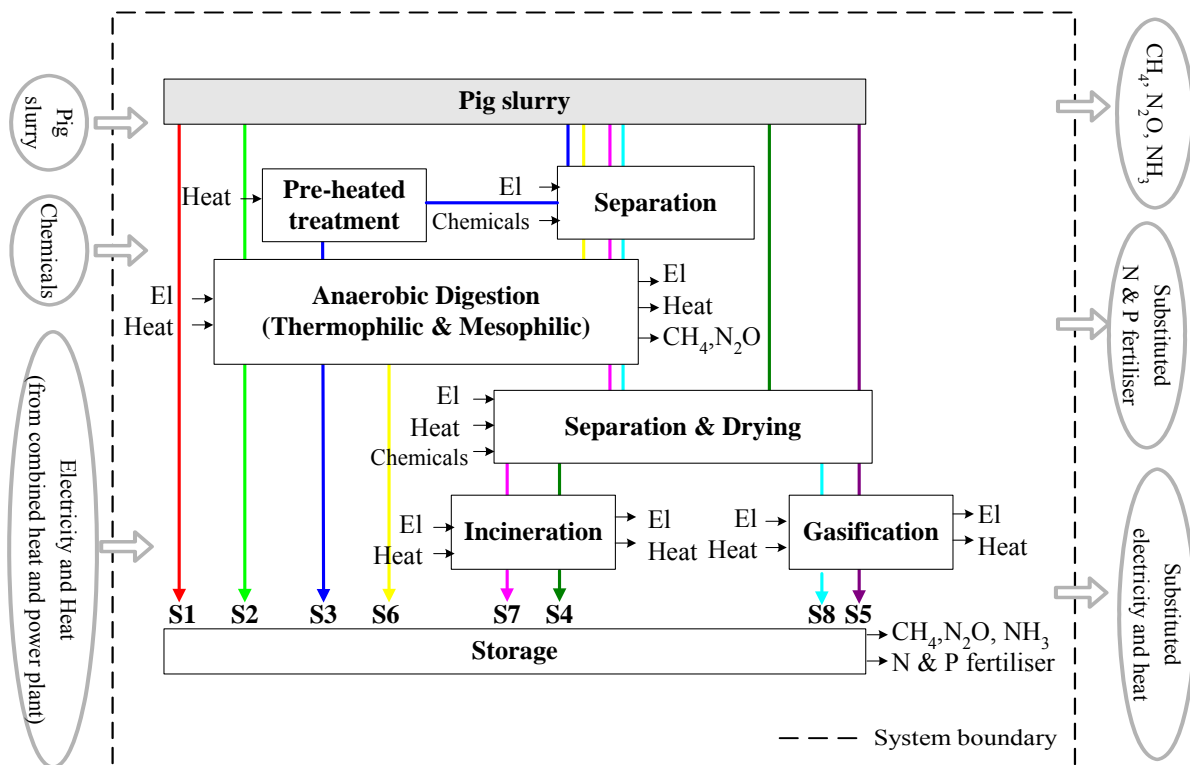 Pig
slurry
Chemicals
Electricity and Heat
(from combined heat and power plant)
Pig slurry
Heat
Pre-heated
treatment
El
Chemicals
Separation
El
Heat
Anaerobic Digestion
(Thermophilic & Mesophilic)
El
Heat
CH4,N2O
El
Heat
Chemicals
Separation & Drying
El
Heat
Incineration
El
Heat
El
Heat
Gasification
El
Heat
S1 S2 S3 S6 S7 S4 S8 S5
Storage
CH4,N2O, NH3
N & P fertiliser
System boundary
CH4, N2O, NH3
Substituted
N & P fertiliser
Substituted
electricity and heat